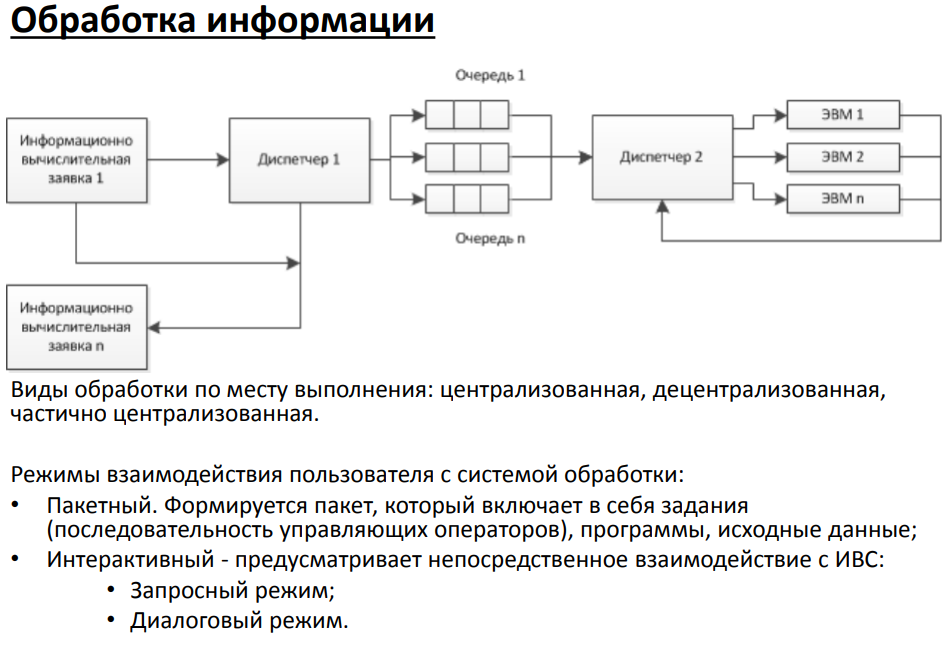 Обработка информации
Очередь 1
Информационно
вычислительная
заявка 1
Диспетчер 1
Диспетчер 2
ЭВМ 1
ЭВМ 2
ЭВМ n
Очередь n
Информационно
вычислительная
заявка n
Виды обработки по месту выполнения: централизованная, децентрализованная,
частично централизованная.
Режимы взаимодействия пользователя с системой обработки:
• Пакетный. Формируется пакет, который включает в себя задания
(последовательность управляющих операторов), программы, исходные данные;
• Интерактивный - предусматривает непосредственное взаимодействие с ИВС:
• Запросный режим;
• Диалоговый режим.